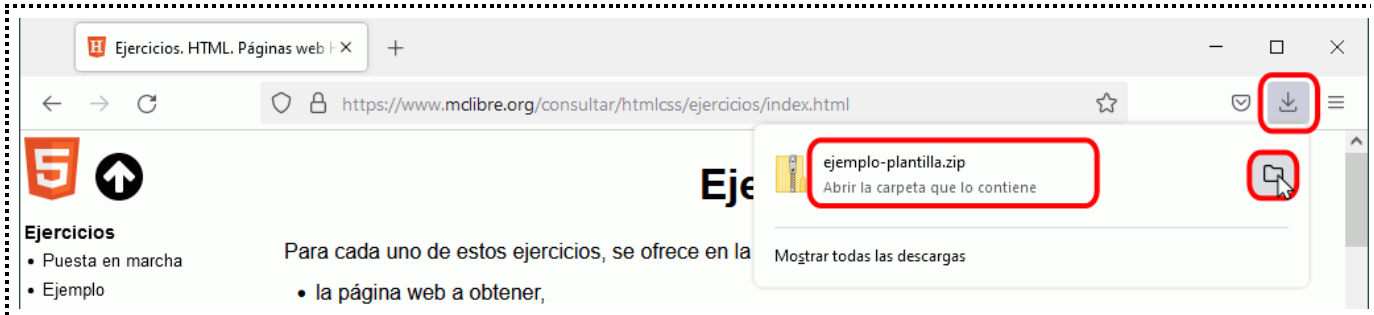 Ejercicios. HTML. Páginas web H
https://www.mclibre.org/consultar/htmlcss/ejercicios/index.html
ejemplo-plantilla.zip
Abrir la carpeta que lo contiene
Mostrar todas las descargas
Eje
Ejercicios
• Puesta en marcha
• Ejemplo
Para cada uno de estos ejercicios, se ofrece en la
• la página web a obtener,